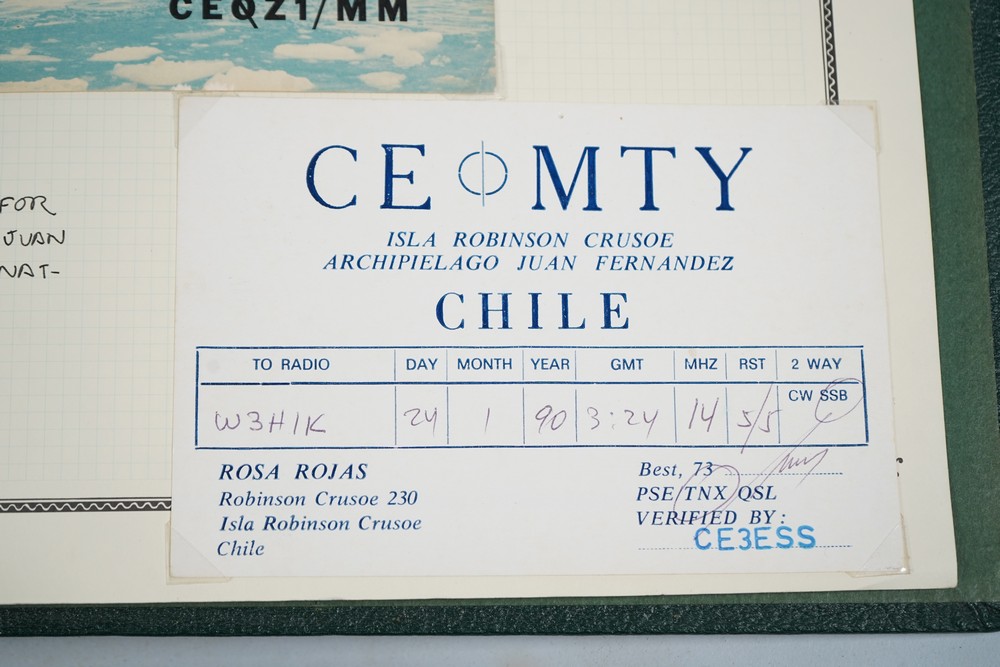 CEØZ1/MM
FOR
JUAN
NAT-
CEØMTY
ISLA ROBINSON CRUSOE
ARCHIPIELAGO JUAN FERNANDEZ
CHILE
TO RADIO DAY MONTH YEAR GMT MHZ RST 2 WAY
CW SSB
W3HIK 24 1 90 3:24 14 5/5
ROSA ROJAS
Robinson Crusoe 230
Isla Robinson Crusoe
Chile
Best, 73
PSE/TNX QSL
VERIFIED BY:
CE3ESS